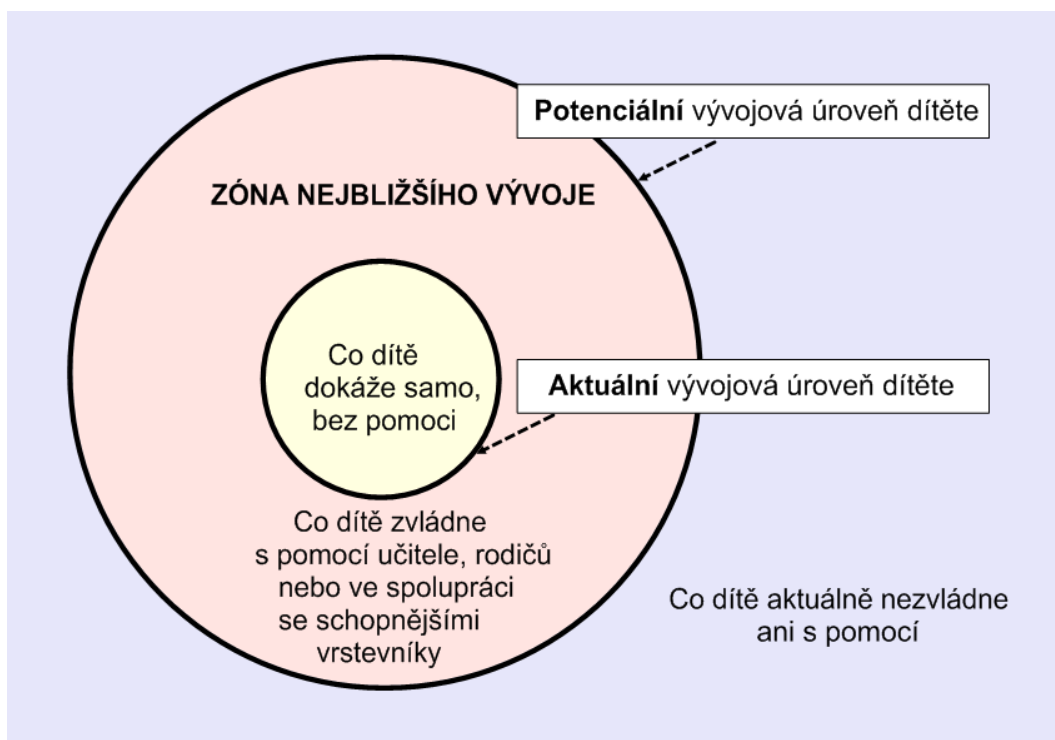 Potenciální vývojová úroveň dítěte
ZÓNA NEJBLIŽŠÍHO VÝVOJE
Co dítě
dokáže samo,
bez pomoci
Aktuální vývojová úroveň dítěte
Co dítě zvládne
s pomocí učitele, rodičů
nebo ve spolupráci
se schopnějšími
vrstevníky
Co dítě aktuálně nezvládne
ani s pomocí